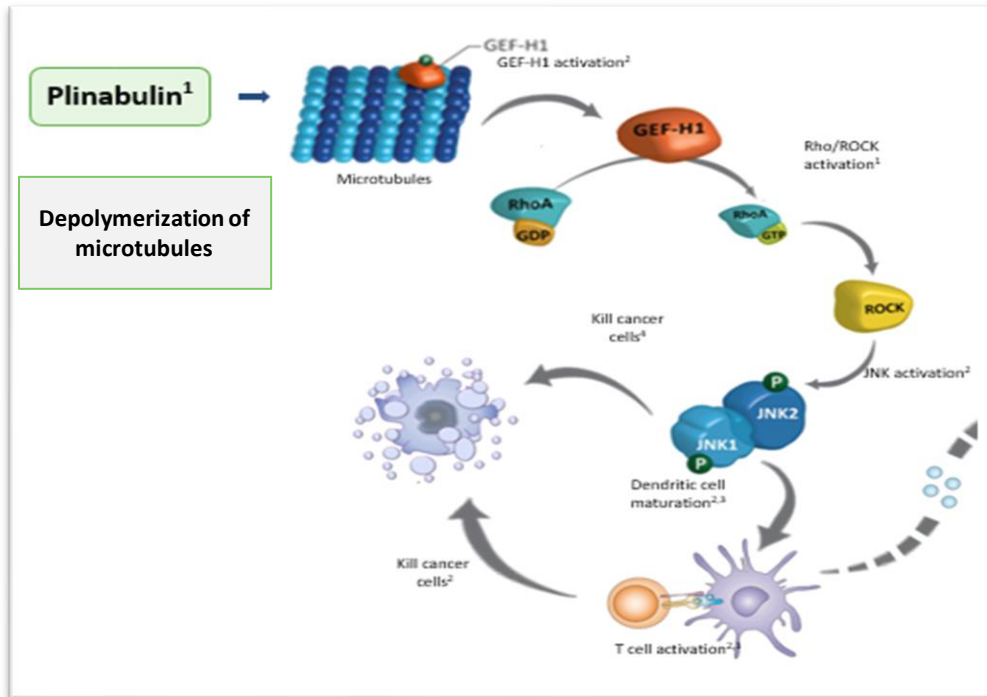 GEF-H1
P
GEF-H1 activation²
Plinabulin¹
GEF-H1
Microtubules
Rho/ROCK
activation¹
Depolymerization of
microtubules
RhoA
GDP
RhoA
GTP
ROCK
Kill cancer
cells⁴
JNK activation²
P
JNK2
JNK1
P
Dendritic cell
maturation²,³
Kill cancer
cells²
T cell activation²,³